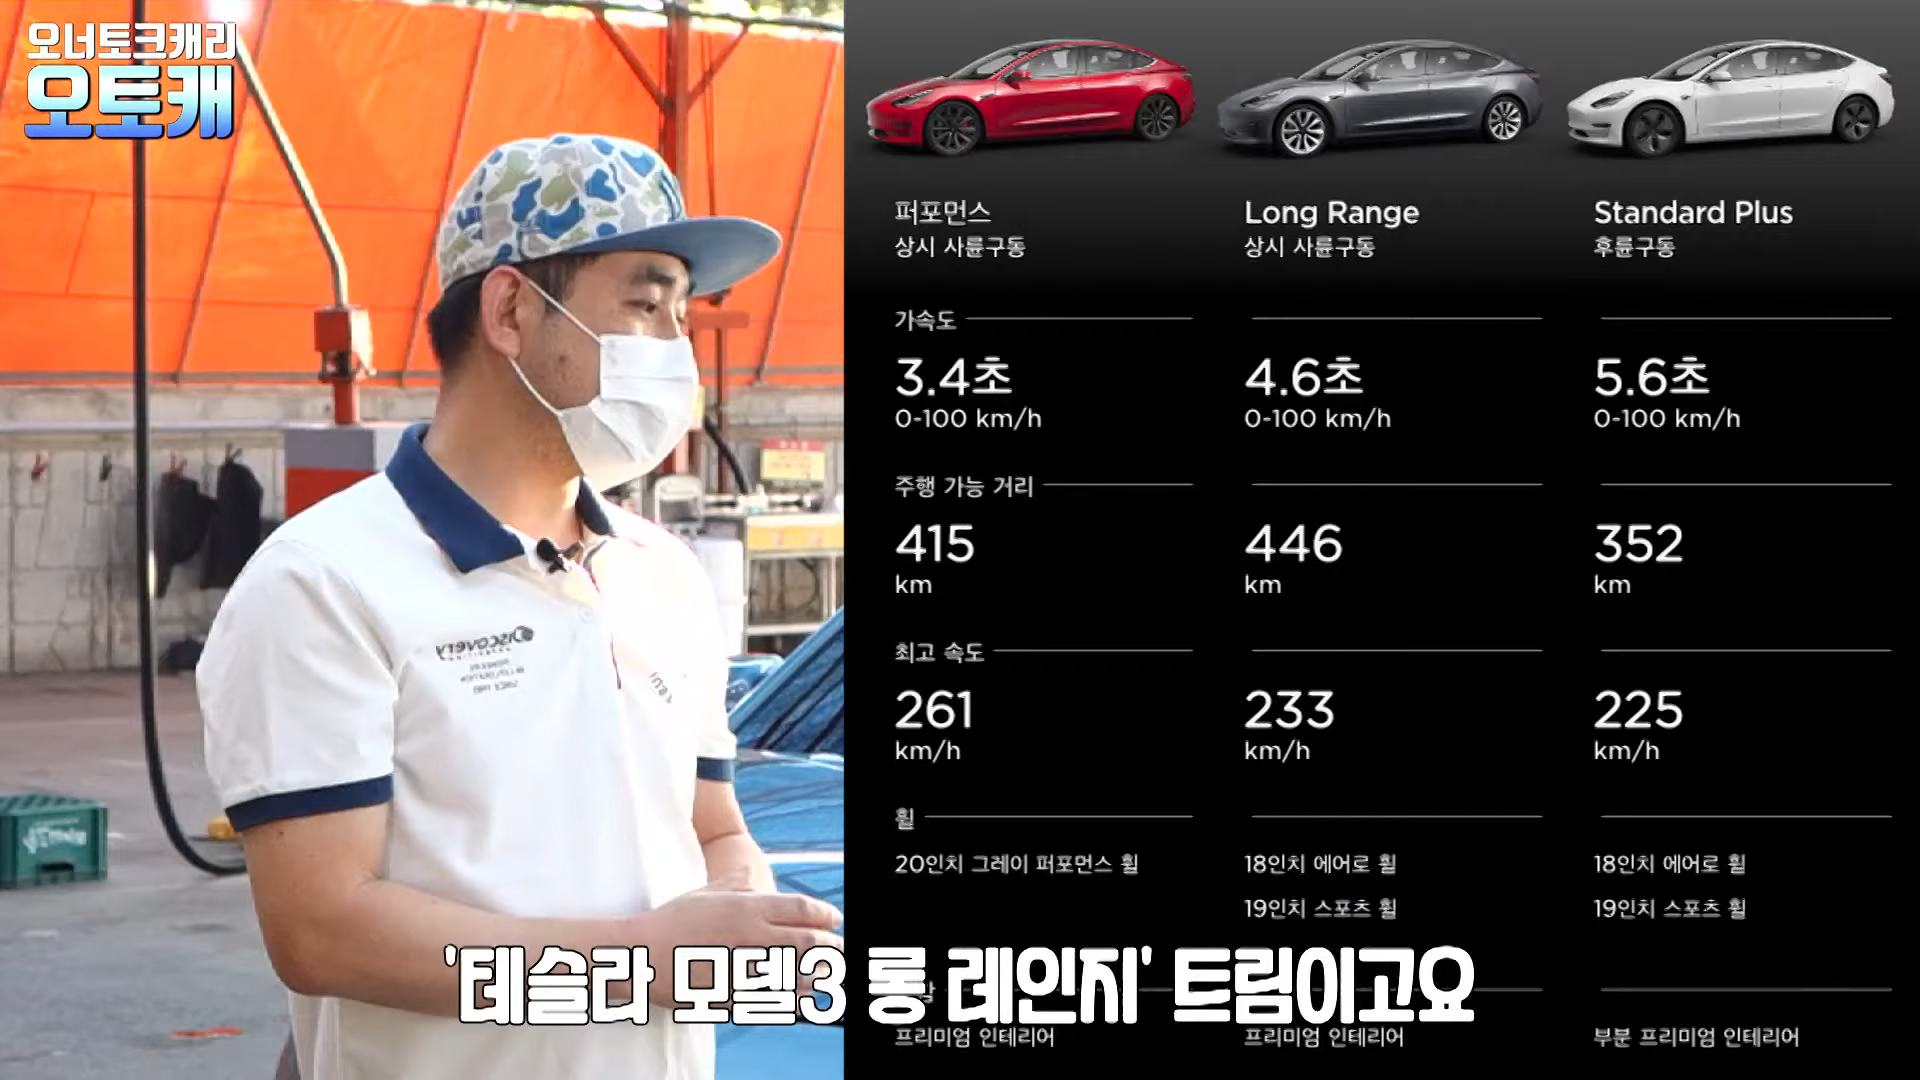 오너토크캐리
오토캐
퍼포먼스
상시 사륜구동
Long Range
상시 사륜구동
Standard Plus
후륜구동
가속도
3.4초
0-100 km/h
4.6초
0-100 km/h
5.6초
0-100 km/h
주행 가능 거리
415
km
446
km
352
km
최고 속도
261
km/h
233
km/h
225
km/h
휠
20인치 그레이 퍼포먼스 휠
18인치 에어로 휠
19인치 스포츠 휠
18인치 에어로 휠
19인치 스포츠 휠
프리미엄 인테리어
프리미엄 인테리어
부분 프리미엄 인테리어
Discovery
'테슬라 모델3 롱 레인지' 트림이고요